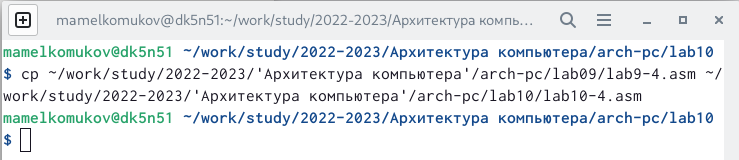 mamelkomukov@dk5n51:~/work/study/2022-2023/Архитектура компь…
mamelkomukov@dk5n51 ~/work/study/2022-2023/Архитектура компьютера/arch-pc/lab10
$ cp ~/work/study/2022-2023/'Архитектура компьютера'/arch-pc/lab09/lab9-4.asm ~/
work/study/2022-2023/'Архитектура компьютера'/arch-pc/lab10/lab10-4.asm
mamelkomukov@dk5n51 ~/work/study/2022-2023/Архитектура компьютера/arch-pc/lab10
$